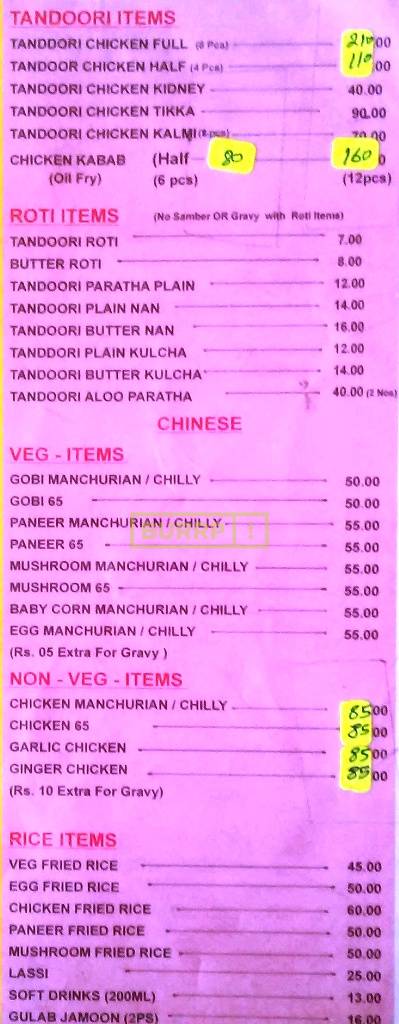 TANDOORI ITEMS
TANDDORI CHICKEN FULL (8 Pcs) 210.00
TANDOOR CHICKEN HALF (4 Pcs) 110.00
TANDDORI CHICKEN KIDNEY 40.00
TANDDORI CHICKEN TIKKA 90.00
TANDDORI CHICKEN KALMI (8 pcs) 70.00
CHICKEN KABAB (Half 80 160
(Oil Fry) (6 pcs) (12pcs)
ROTI ITEMS (No Samber OR Gravy with Roti Items)
TANDOORI ROTI 7.00
BUTTER ROTI 8.00
TANDOORI PARATHA PLAIN 12.00
TANDOORI PLAIN NAN 14.00
TANDOORI BUTTER NAN 16.00
TANDDORI PLAIN KULCHA 12.00
TANDOORI BUTTER KULCHA 14.00
TANDOORI ALOO PARATHA 40.00 (2 Nos)
CHINESE
VEG - ITEMS
GOBI MANCHURIAN / CHILLY 50.00
GOBI 65 50.00
PANEER MANCHURIAN / CHILLY 55.00
BURRP!
PANEER 65 55.00
MUSHROOM MANCHURIAN / CHILLY 55.00
MUSHROOM 65 55.00
BABY CORN MANCHURIAN / CHILLY 55.00
EGG MANCHURIAN / CHILLY 55.00
(Rs. 05 Extra For Gravy )
NON - VEG - ITEMS
CHICKEN MANCHURIAN / CHILLY 85.00
CHICKEN 65 85.00
GARLIC CHICKEN 85.00
GINGER CHICKEN 85.00
(Rs. 10 Extra For Gravy)
RICE ITEMS
VEG FRIED RICE 45.00
EGG FRIED RICE 50.00
CHICKEN FRIED RICE 60.00
PANEER FRIED RICE 50.00
MUSHROOM FRIED RICE 50.00
LASSI 25.00
SOFT DRINKS (200ML) 13.00
GULAB JAMOON (2PS) 16.00